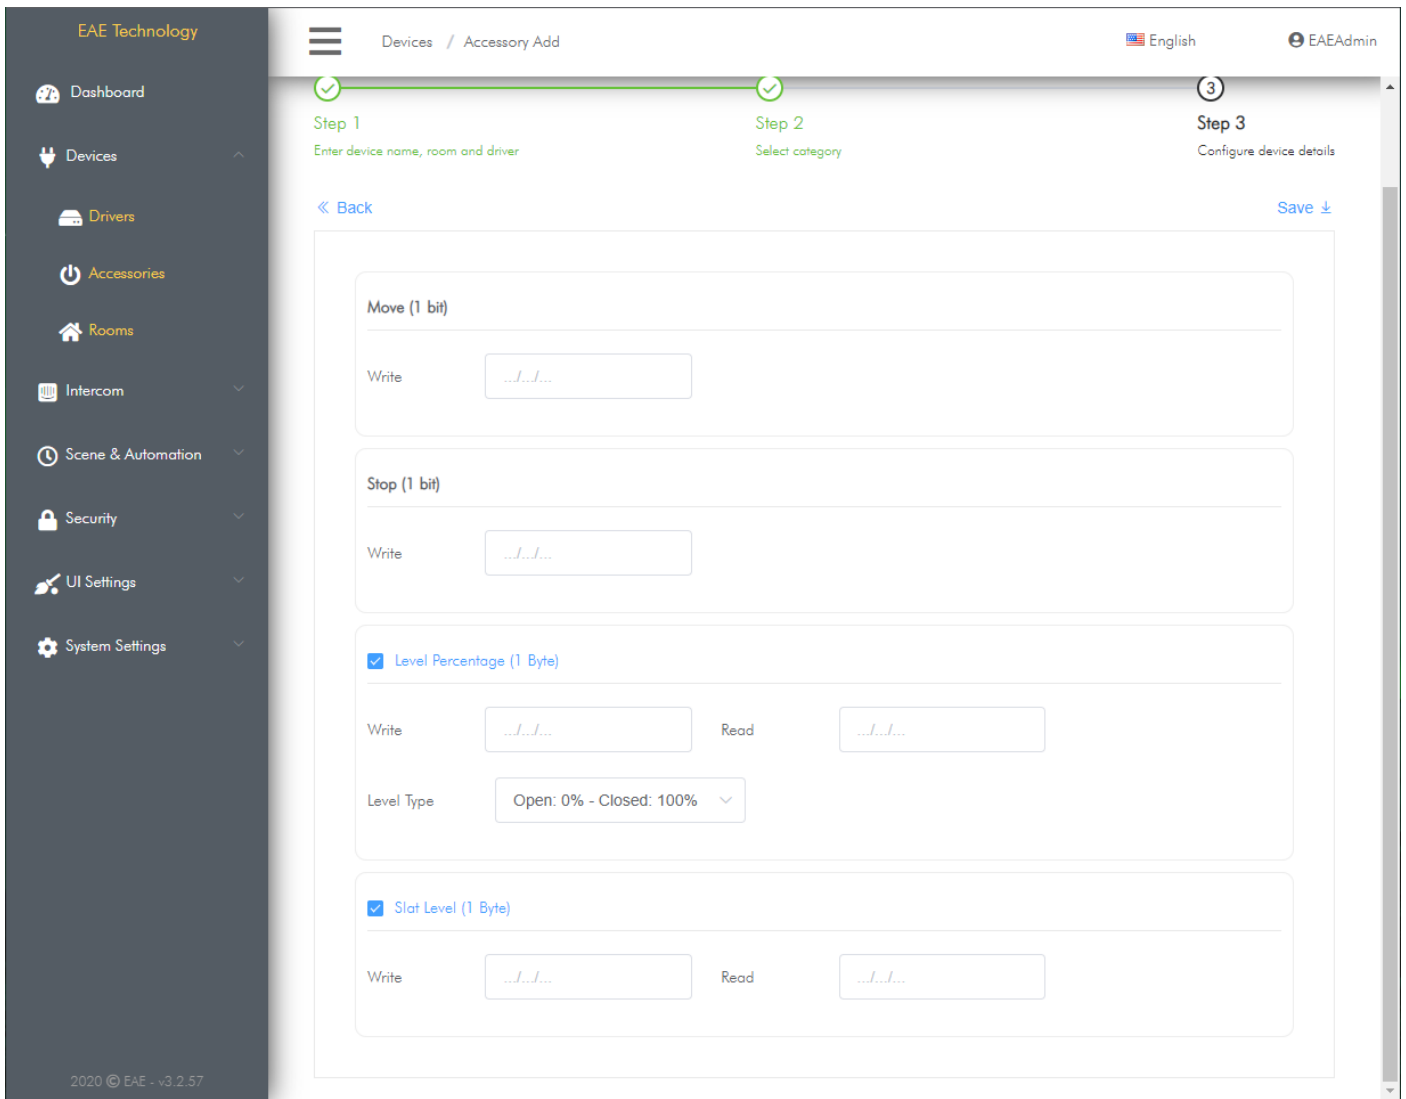 EAE Technology
Devices / Accessory Add
English
EAEAdmin
Dashboard
Devices
Drivers
Accessories
Rooms
Intercom
Scene & Automation
Security
UI Settings
System Settings
2020 © EAE - v3.2.57
3
Step 1
Step 2
Step 3
Enter device name, room and driver
Select category
Configure device details
Back
Save
Move (1 bit)
Write .../.../...
Stop (1 bit)
Write .../.../...
Level Percentage (1 Byte)
Write .../.../... Read .../.../...
Level Type Open: 0% - Closed: 100%
Slat Level (1 Byte)
Write .../.../... Read .../.../...